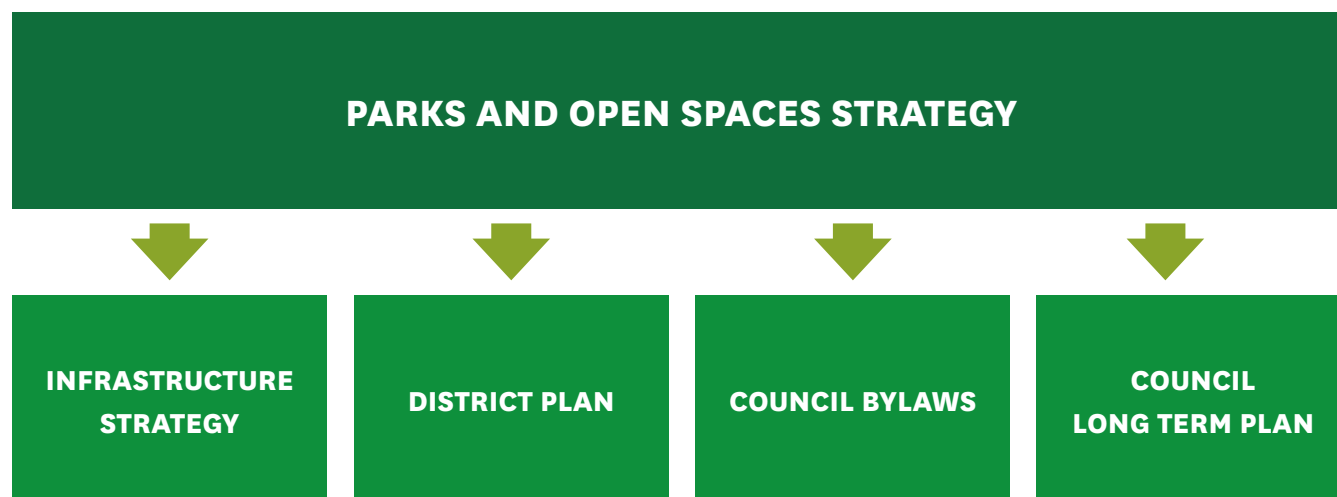 PARKS AND OPEN SPACES STRATEGY
INFRASTRUCTURE
STRATEGY
DISTRICT PLAN
COUNCIL BYLAWS
COUNCIL
LONG TERM PLAN